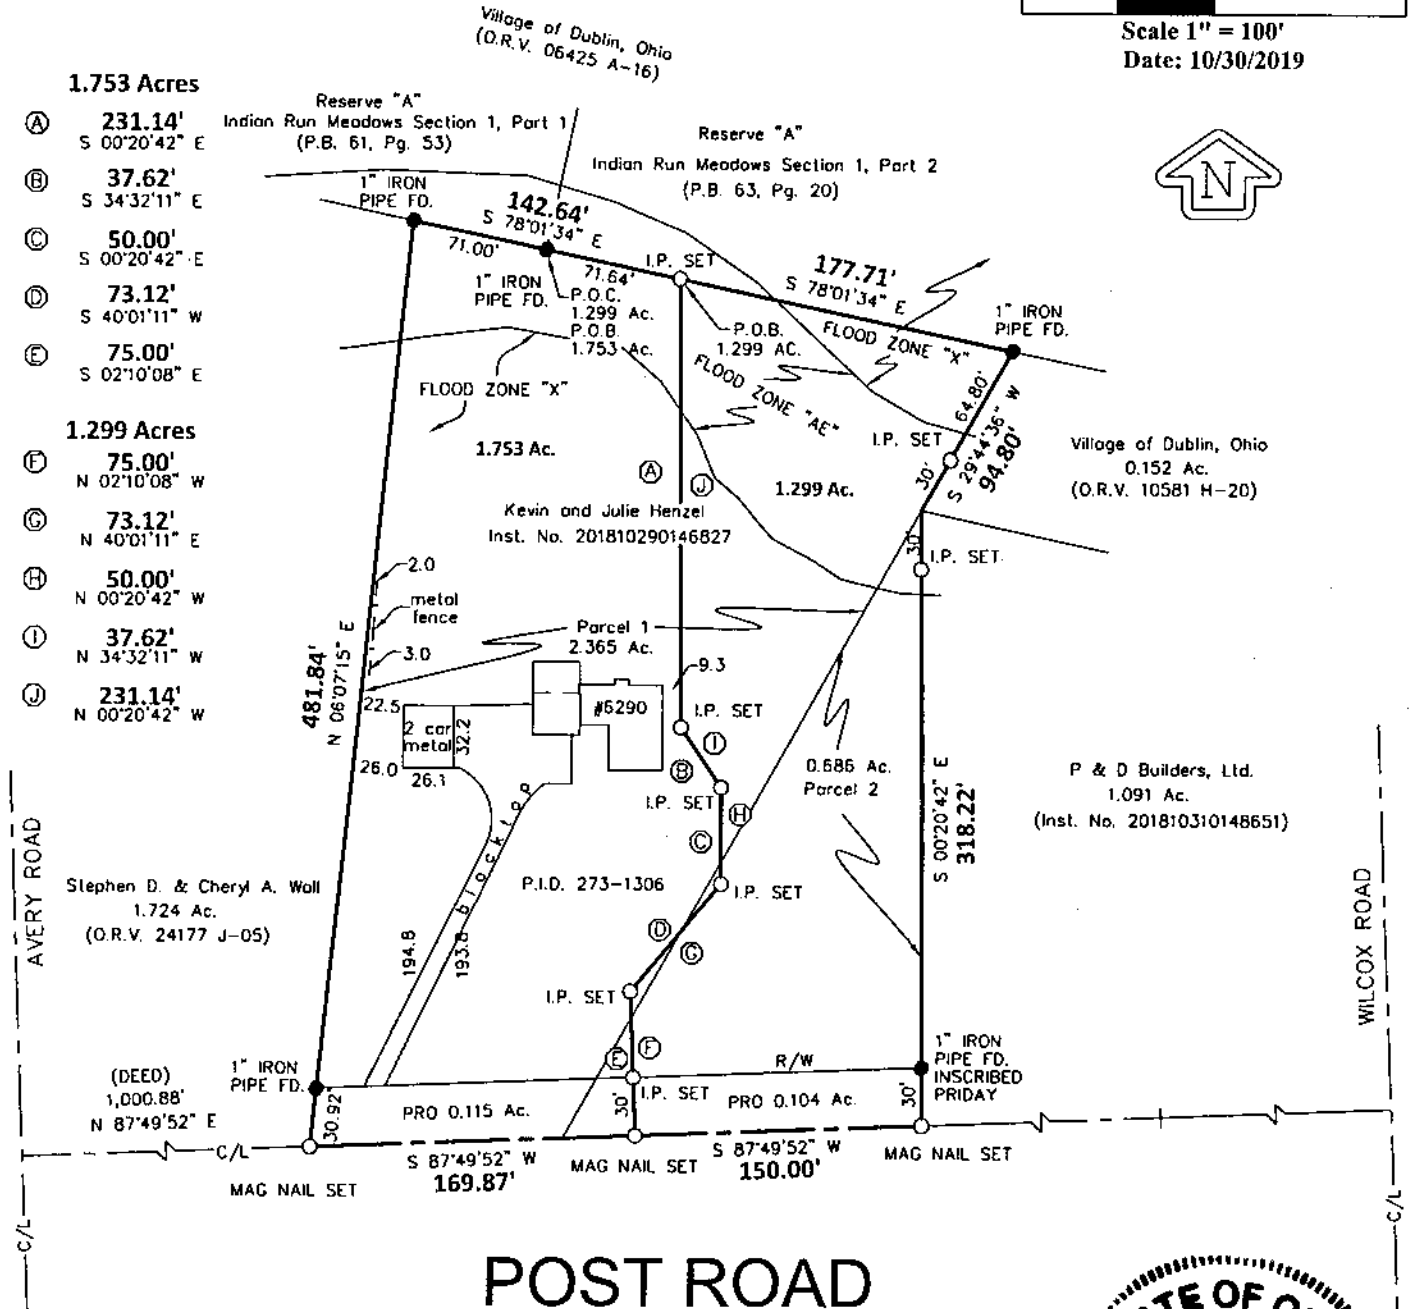 Scale 1" = 100'
Date: 10/30/2019
N
Village of Dublin, Ohio
(O.R.V. 06425 A-16)
1.753 Acres
A 231.14'
S 00°20'42" E
B 37.62'
S 34°32'11" E
C 50.00'
S 00°20'42" E
D 73.12'
S 40°01'11" W
E 75.00'
S 02°10'08" E
1.299 Acres
F 75.00'
N 02°10'08" W
G 73.12'
N 40°01'11" E
H 50.00'
N 00°20'42" W
I 37.62'
N 34°32'11" W
J 231.14'
N 00°20'42" W
Reserve "A"
Indian Run Meadows Section 1, Part 1
(P.B. 61, Pg. 53)
Reserve "A"
Indian Run Meadows Section 1, Part 2
(P.B. 63, Pg. 20)
1" IRON
PIPE FD.
142.64'
S 78°01'34" E
71.00'
71.64'
1" IRON
PIPE FD.
I.P. SET
P.O.C.
1.299 Ac.
P.O.B.
1.753 Ac.
177.71'
S 78°01'34" E
P.O.B.
1.299 AC.
FLOOD ZONE "X"
1" IRON
PIPE FD.
FLOOD ZONE "AE"
FLOOD ZONE "X"
64.80'
I.P. SET
S 29°44'36" W
94.80'
30'
Village of Dublin, Ohio
0.152 Ac.
(O.R.V. 10581 H-20)
1.753 Ac.
A
J
1.299 Ac.
Kevin and Julie Henzel
Inst. No. 201810290146827
30'
I.P. SET
2.0
metal
fence
3.0
Parcel 1
2.365 Ac.
9.3
481.84'
N 06°07'15" E
22.5
2 car
metal
32.2
26.0
26.1
#6290
I.P. SET
I
B
I.P. SET
H
C
I.P. SET
0.686 Ac.
Parcel 2
S 00°20'42" E
318.22'
P & D Builders, Ltd.
1.091 Ac.
(Inst. No. 201810310148651)
blocktop
194.8
193.8
P.I.D. 273-1306
D
G
I.P. SET
Stephen D. & Cheryl A. Wall
1.724 Ac.
(O.R.V. 24177 J-05)
AVERY ROAD
WILCOX ROAD
E
F
I.P. SET
R/W
1" IRON
PIPE FD.
INSCRIBED
PRIDAY
1" IRON
PIPE FD.
(DEED)
1,000.88'
N 87°49'52" E
30.92'
PRO 0.115 Ac.
30'
PRO 0.104 Ac.
30'
C/L
S 87°49'52" W
169.87'
MAG NAIL SET
MAG NAIL SET
S 87°49'52" W
150.00'
MAG NAIL SET
C/L
C/L
POST ROAD
OF